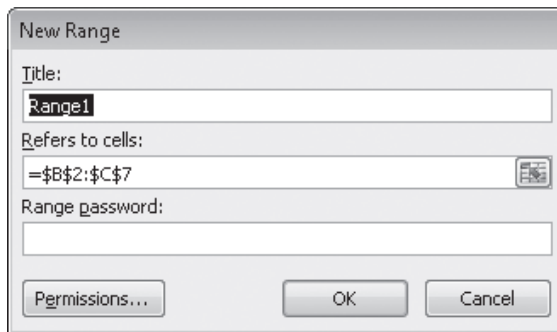 New Range
Title:
Range1
Refers to cells:
=$B$2:$C$7
Range password:
Permissions...
OK
Cancel